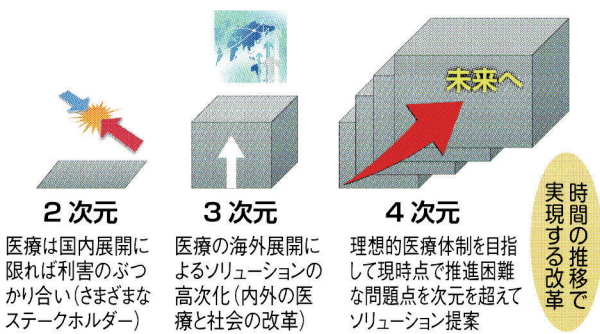 未来へ
2次元
医療は国内展開に
限れば利害のぶつ
かり合い(さまざまな
ステークホルダー)
3次元
医療の海外展開に
よるソリューションの
高次化(内外の医
療と社会の改革)
4次元
理想的医療体制を目指
して現時点で推進困難
な問題点を次元を超えて
ソリューション提案
時間の推移で
実現する改革